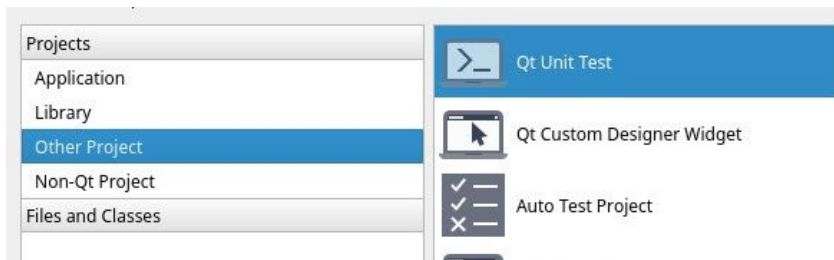 Projects
Application
Library
Other Project
Non-Qt Project
Files and Classes
Qt Unit Test
Qt Custom Designer Widget
Auto Test Project